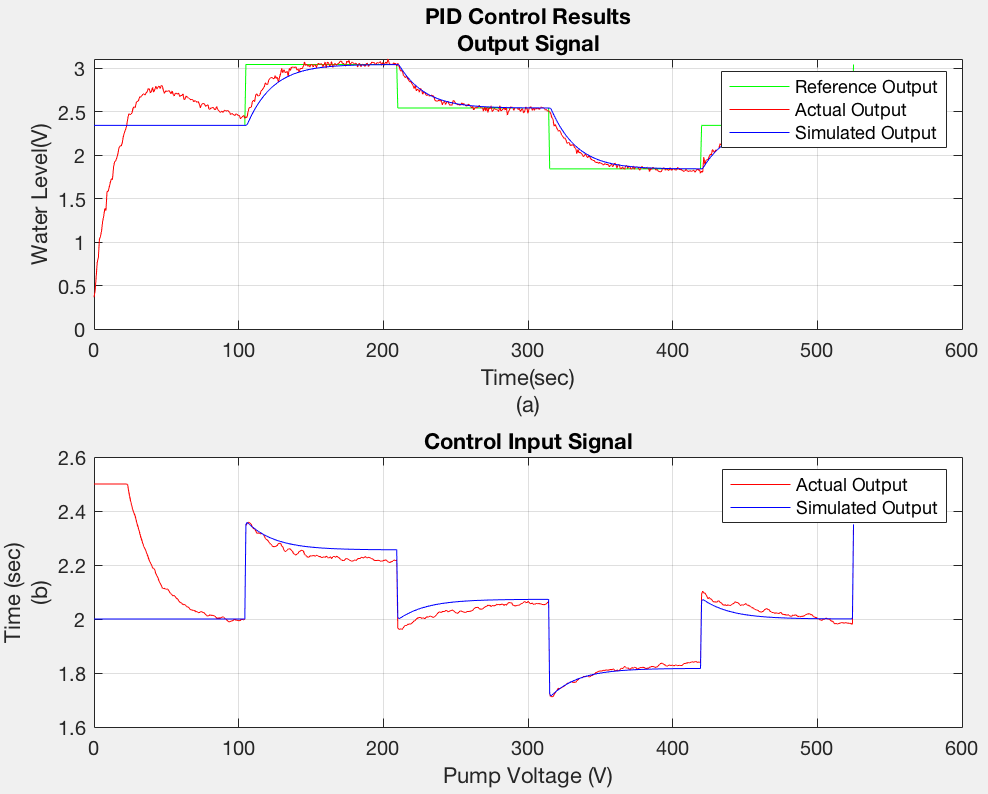 PID Control Results
Output Signal
3
2.5
2
1.5
1
0.5
0
Water Level(V)
Reference Output
Actual Output
Simulated Output
0 100 200 300 400 500 600
Time(sec)
(a)
Control Input Signal
2.6
2.4
2.2
2
1.8
1.6
Time (sec)
(b)
Actual Output
Simulated Output
0 100 200 300 400 500 600
Pump Voltage (V)